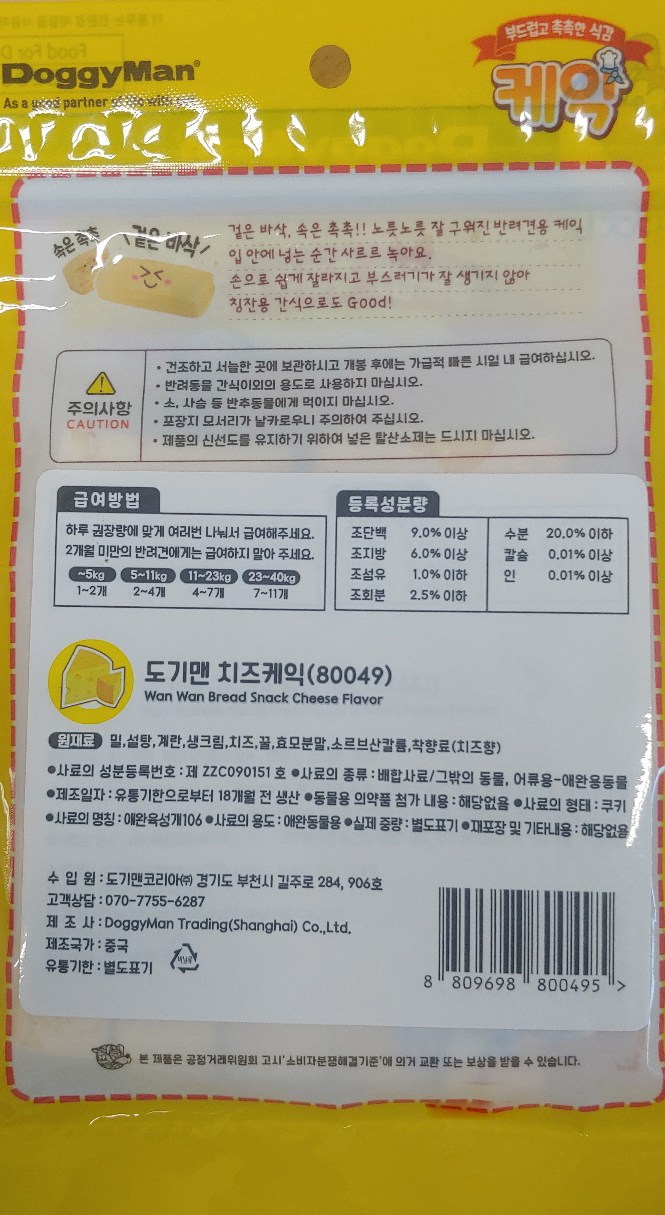 DoggyMan®
As a good partner
부드럽고 촉촉한 식감
케익
속은 촉촉
겉은 바삭
겉은 바삭, 속은 촉촉!! 노릇노릇 잘 구워진 반려견용 케익
입 안에 넣는 순간 사르르 녹아요.
손으로 쉽게 잘라지고 부스러기가 잘 생기지 않아
칭찬용 간식으로도 Good!
주의사항
CAUTION
• 건조하고 서늘한 곳에 보관하시고 개봉 후에는 가급적 빠른 시일 내 급여하십시오.
• 반려동물 간식이외의 용도로 사용하지 마십시오.
• 소, 사슴 등 반추동물에게 먹이지 마십시오.
• 포장지 모서리가 날카로우니 주의하여 주십시오.
• 제품의 신선도를 유지하기 위하여 넣은 탈산소제는 드시지 마십시오.
급여방법
하루 권장량에 맞게 여러번 나눠서 급여해주세요.
2개월 미만의 반려견에게는 급여하지 말아 주세요.
~5kg 5~11kg 11~23kg 23~40kg
1~2개 2~4개 4~7개 7~11개
등록성분량
조단백 9.0% 이상 수분 20.0% 이하
조지방 6.0% 이상 칼슘 0.01% 이상
조섬유 1.0% 이하 인 0.01% 이상
조회분 2.5% 이하
도기맨 치즈케익(80049)
Wan Wan Bread Snack Cheese Flavor
원재료 밀,설탕,계란,생크림,치즈,꿀,효모분말,소르브산칼륨,착향료(치즈향)
●사료의 성분등록번호 : 제 ZZC090151 호 ●사료의 종류 : 배합사료/그밖의 동물, 어류용-애완용동물
●제조일자 : 유통기한으로부터 18개월 전 생산 ●동물용 의약품 첨가 내용 : 해당없음 ●사료의 형태 : 쿠키
●사료의 명칭 : 애완육성개106 ●사료의 용도 : 애완동물용 ●실제 중량 : 별도표기 ●재포장 및 기타내용 : 해당없음
수 입 원 : 도기맨코리아㈜ 경기도 부천시 길주로 284, 906호
고객상담 : 070-7755-6287
제 조 사 : DoggyMan Trading(Shanghai) Co.,Ltd.
제조국가 : 중국
유통기한 : 별도표기
8 809698 800495 >
본 제품은 공정거래위원회 고시'소비자분쟁해결기준'에 의거 교환 또는 보상을 받을 수 있습니다.